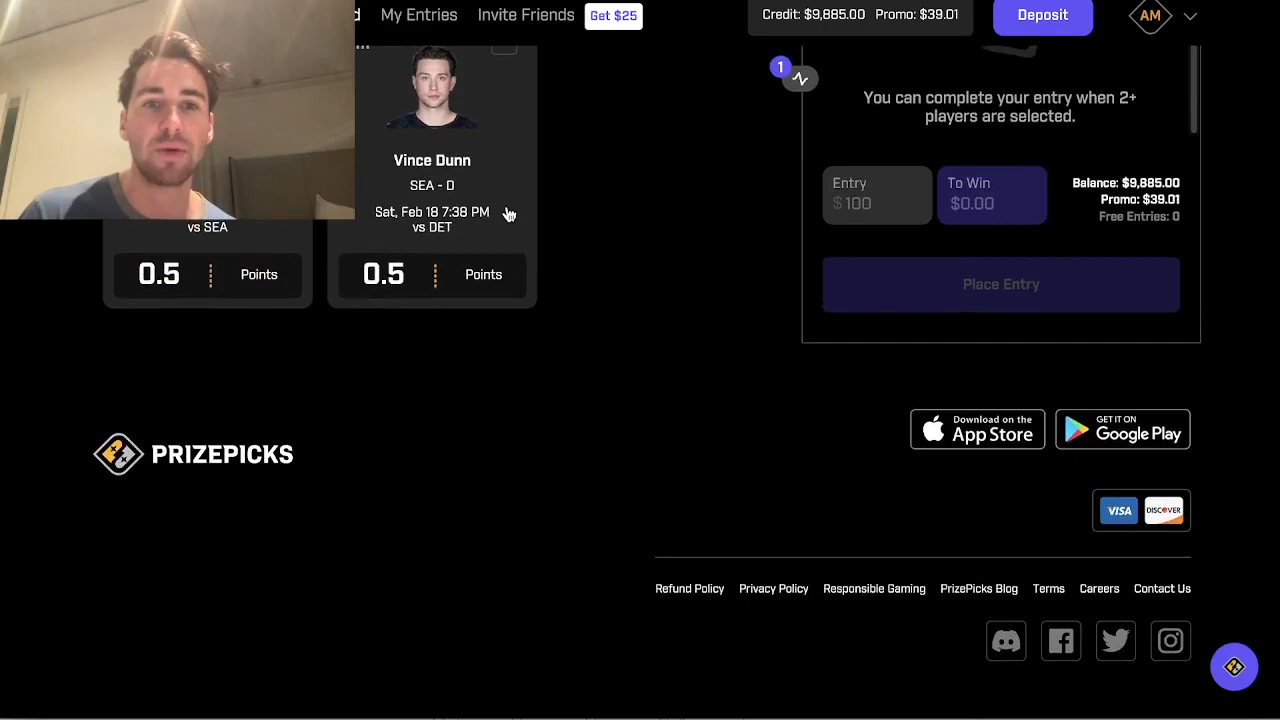 d My Entries Invite Friends Get $25 Credit: $9,885.00 Promo: $39.01 Deposit AM
1
You can complete your entry when 2+
players are selected.
Vince Dunn
SEA - D
Sat, Feb 18 7:38 PM
vs SEA
vs DET
0.5 Points
0.5 Points
Entry
$ 100
To Win
$0.00
Balance: $9,885.00
Promo: $39.01
Free Entries: 0
Place Entry
PRIZEPICKS
Download on the
App Store
GET IT ON
Google Play
VISA
DISCOVER
Refund Policy Privacy Policy Responsible Gaming PrizePicks Blog Terms Careers Contact Us